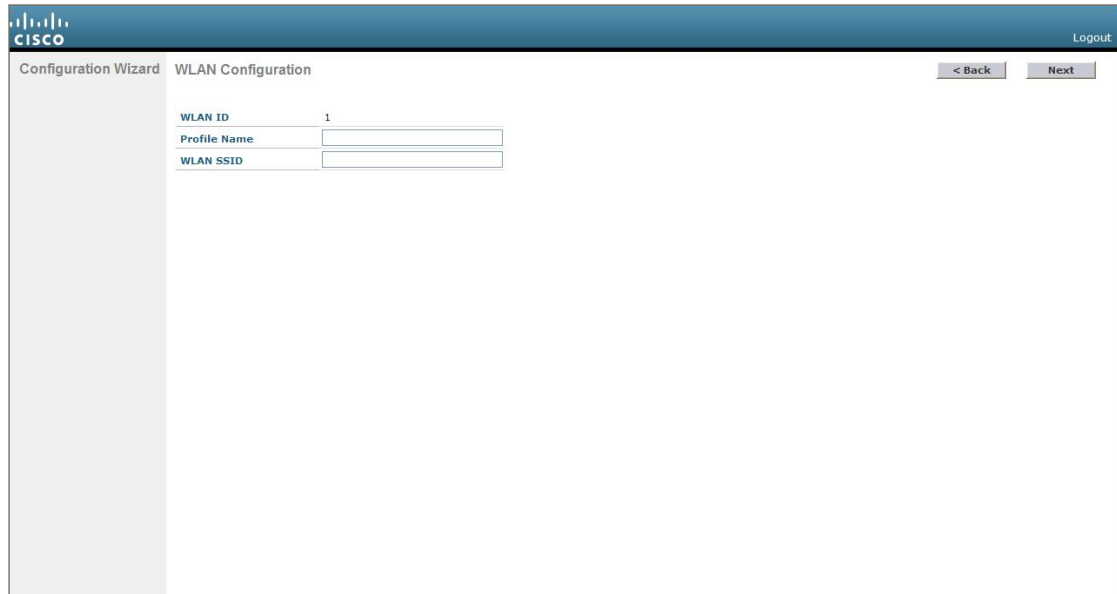 CISCO
Logout
Configuration Wizard
WLAN Configuration
< Back
Next
WLAN ID 1
Profile Name
WLAN SSID